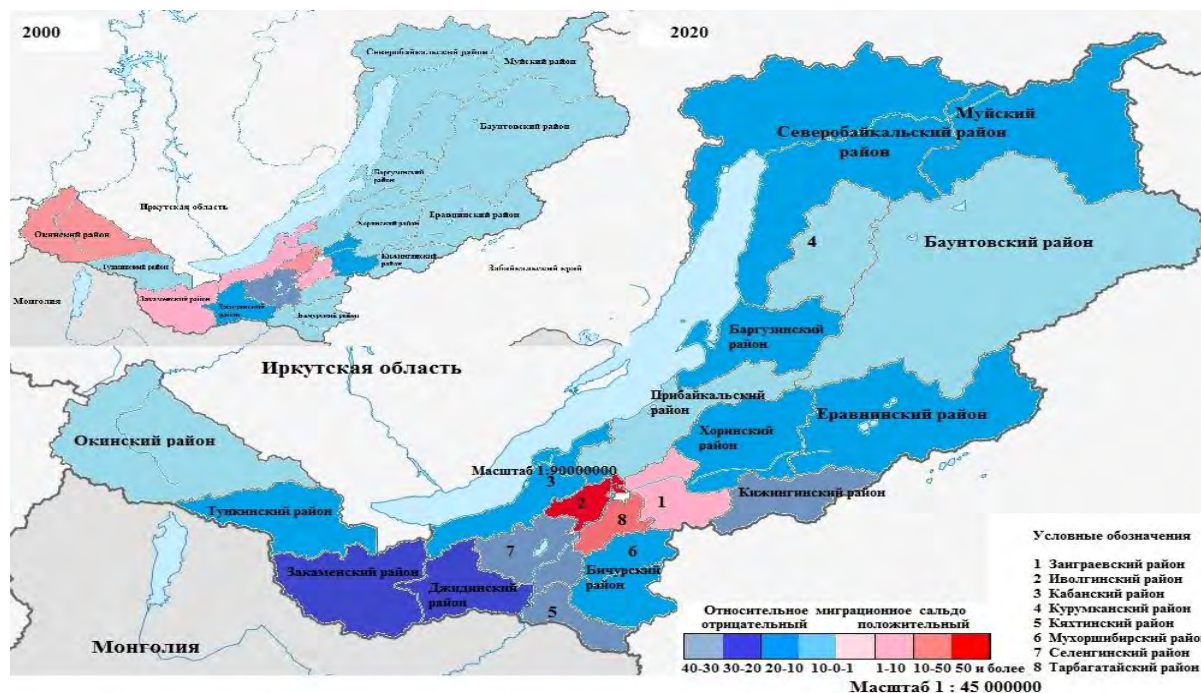 2000
2020
Северобайкальский район
Муйский район
Баунтовский район
Баргузинский
район
Иркутская область
Еравнинский район
Хоринский район
Окинский район
Кижингинский
район
Тункинский район
Забайкальский край
Монголия
Закаменский район
Джидинский
район
Бичурский район
Муйский
Северобайкальский район
район
4
Баунтовский район
Баргузинский
район
Иркутская область
Прибайкальский
район
Еравнинский район
Хоринский
район
Окинский район
Масштаб 1:90000000
3
Кижингинский район
2
1
8
Тункинский район
7
6
Закаменский район
Бичурский
район
Джидинский
район
5
Монголия
Условные обозначения
1 Заиграевский район
2 Иволгинский район
3 Кабанский район
4 Курумканский район
5 Кяхтинский район
6 Мухоршибирский райо
7 Селенгинский район
8 Тарбагатайский район
Относительное миграционное сальдо
отрицательный положительный
40-30 30-20 20-10 10-0-1 1-10 10-50 50 и более
Масштаб 1 : 45 000000